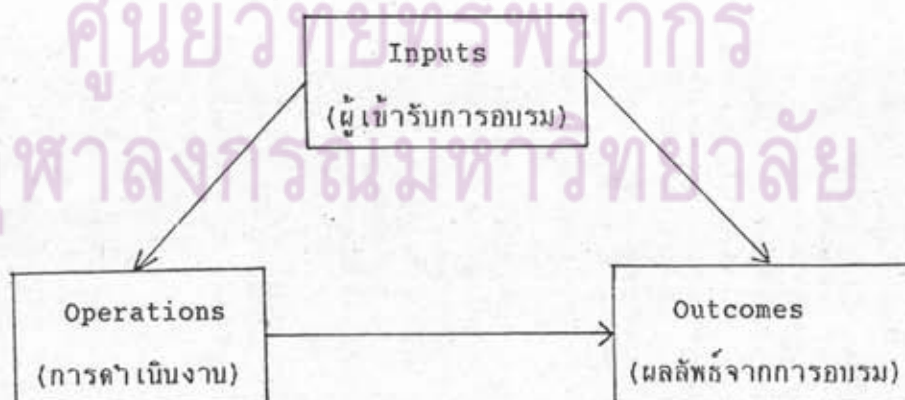 ศูนย์วิทยทรัพยากร
Inputs
(ผู้เข้ารับการอบรม)
ฬาลงกรณ์มหาวิทยาลัย
Operations
(การดำเนินงาน)
Outcomes
(ผลลัพธ์จากการอบรม)